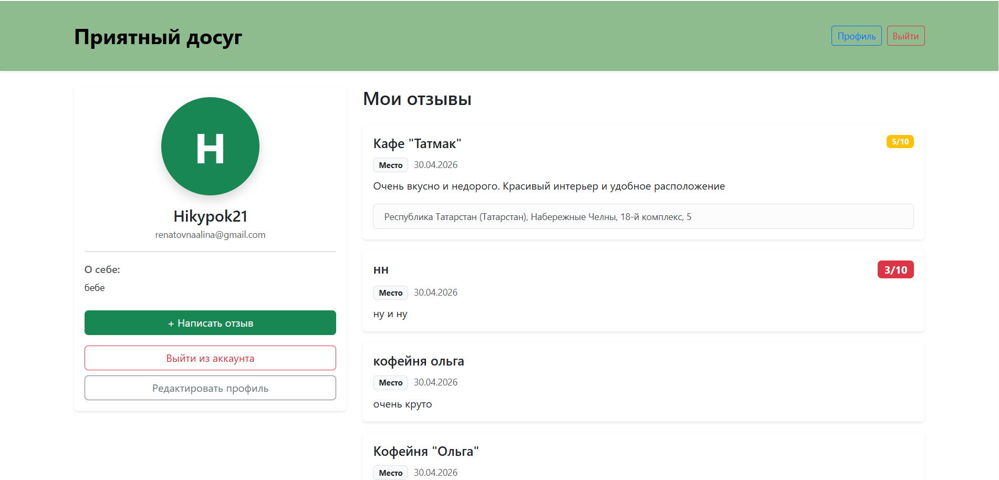 Приятный досуг
Профиль
Выйти
H
Hikypok21
renatovnaalina@gmail.com
О себе:
бебе
+ Написать отзыв
Выйти из аккаунта
Редактировать профиль
Мои отзывы
Кафе "Татмак"
5/10
Место 30.04.2026
Очень вкусно и недорого. Красивый интерьер и удобное расположение
Республика Татарстан (Татарстан), Набережные Челны, 18-й комплекс, 5
нн
3/10
Место 30.04.2026
ну и ну
кофейня ольга
Место 30.04.2026
очень круто
Кофейня "Ольга"
Место 30.04.2026